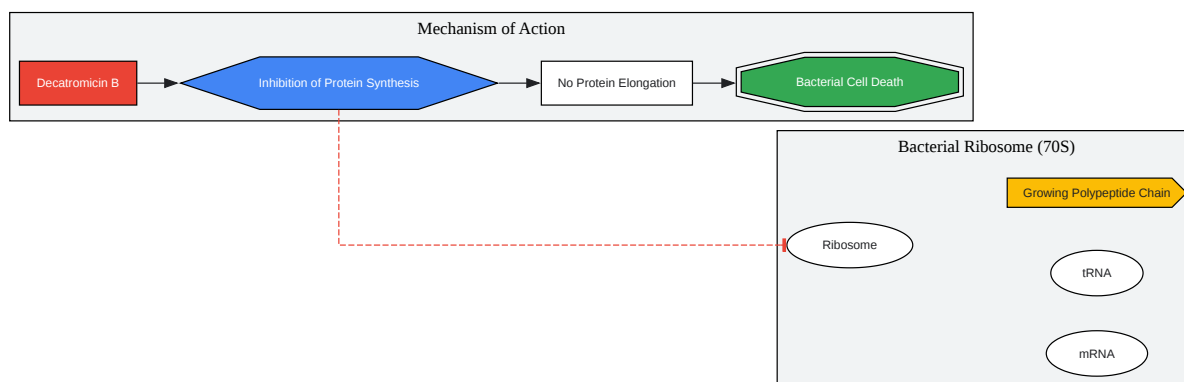 Mechanism of Action
Decatromicin B
Inhibition of Protein Synthesis
No Protein Elongation
Bacterial Cell Death
Bacterial Ribosome (70S)
Growing Polypeptide Chain
Ribosome
tRNA
mRNA